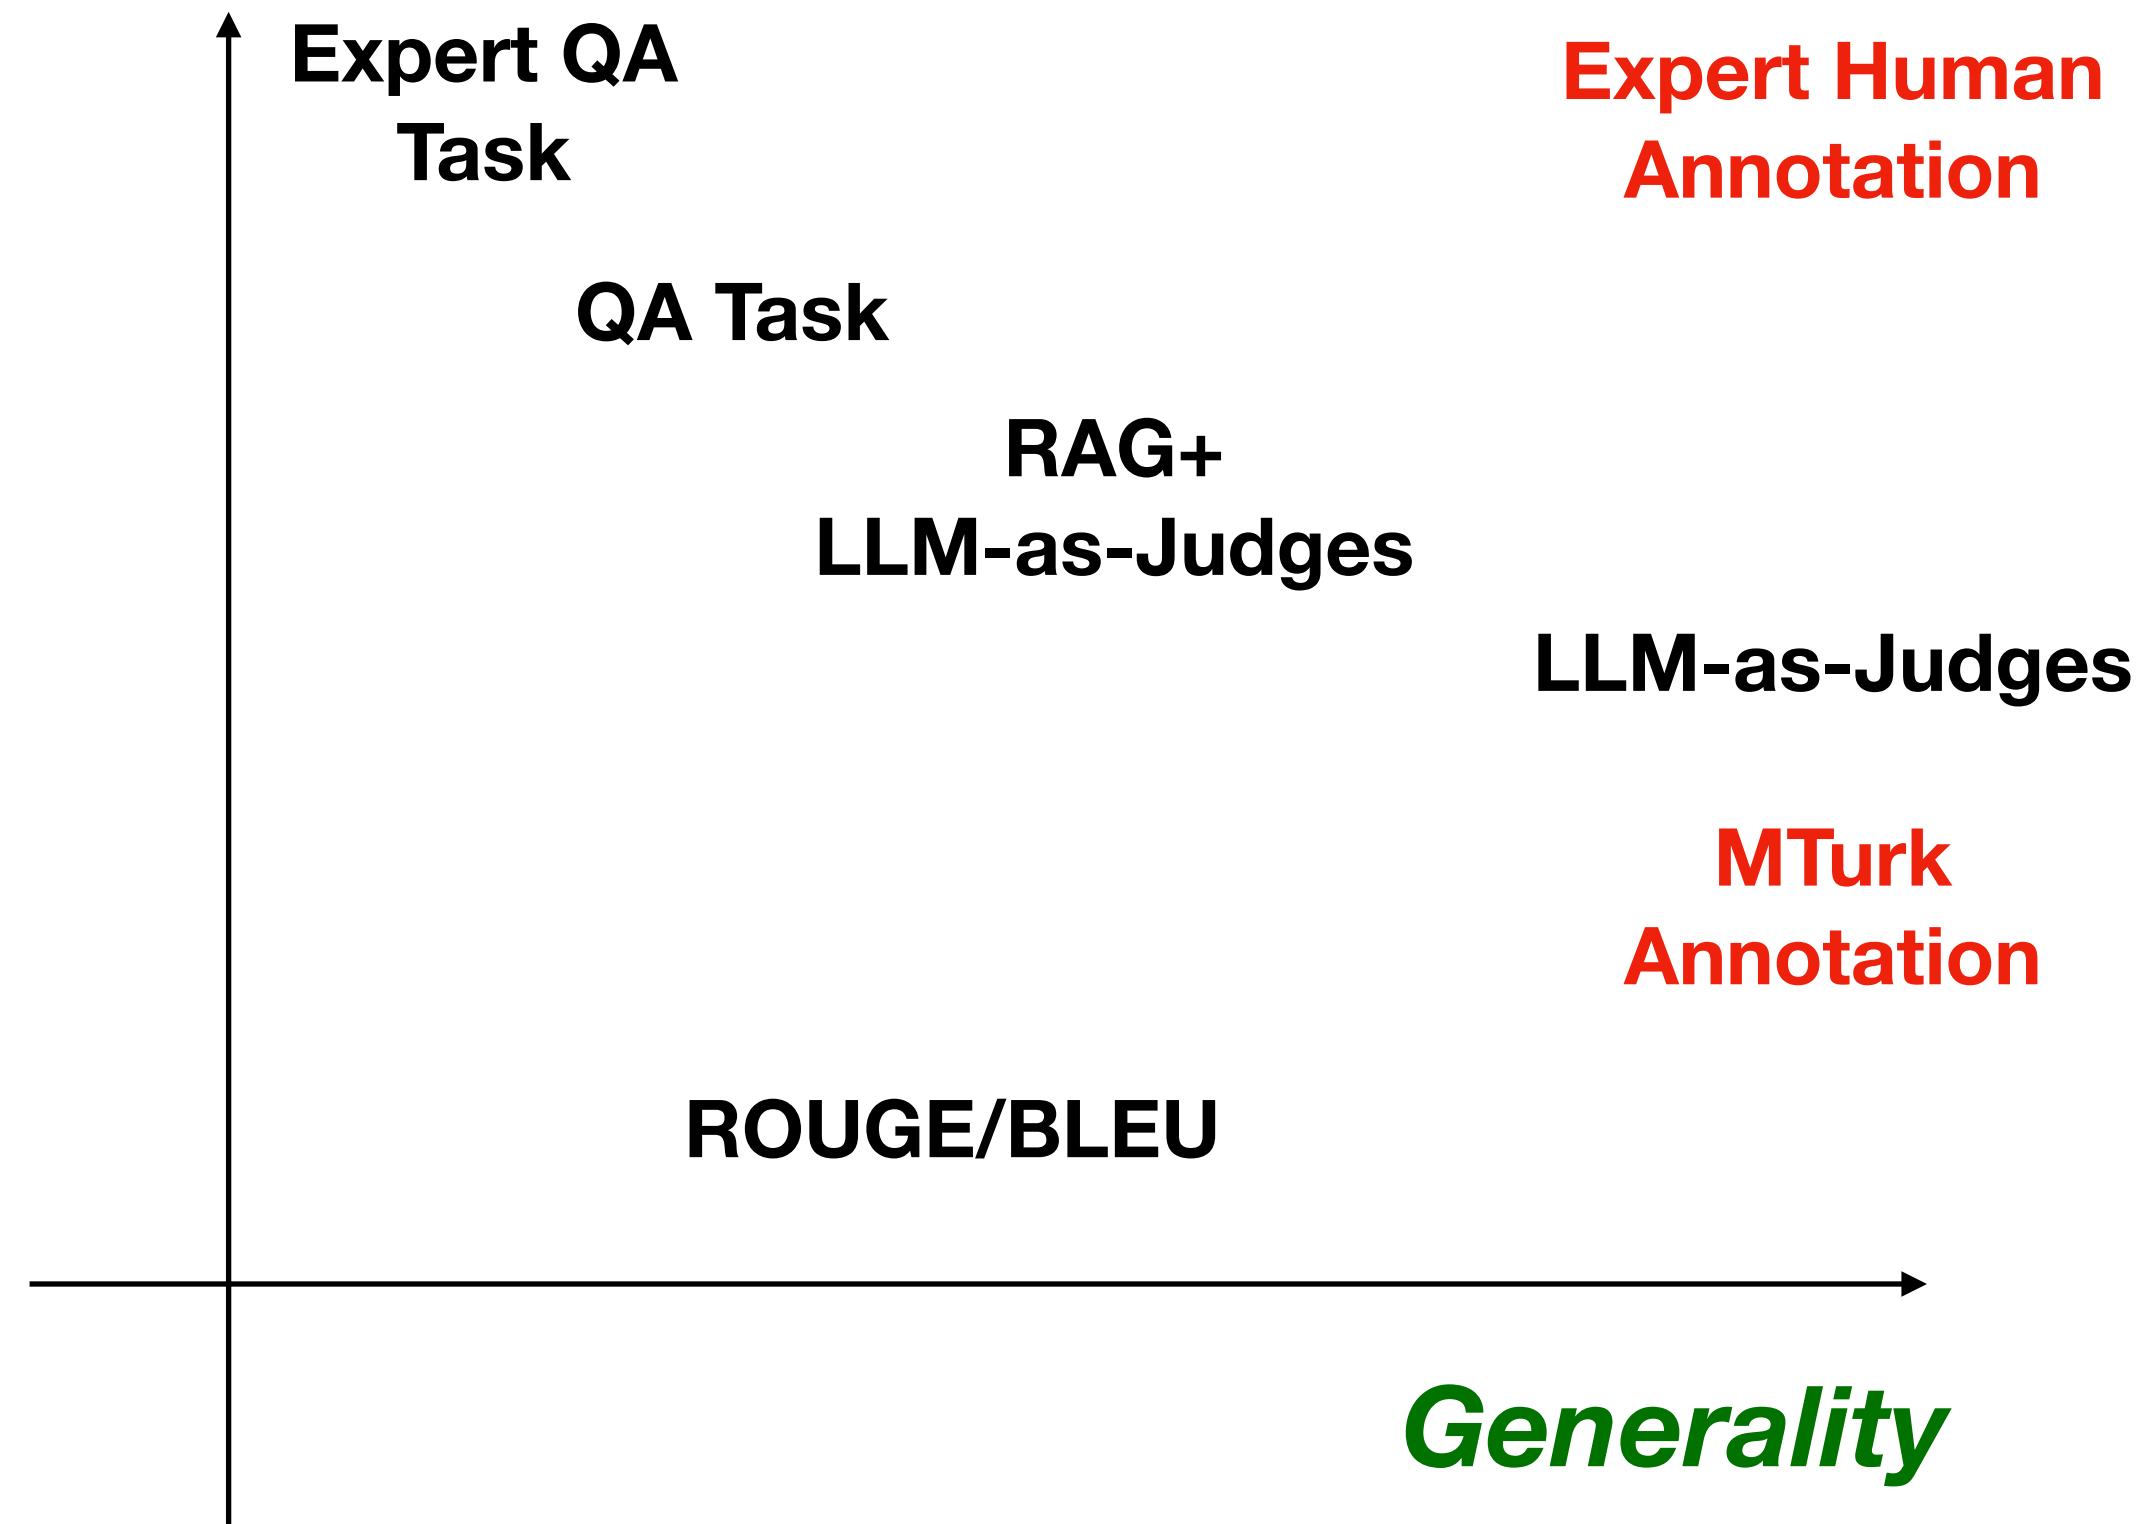 Expert QA
Task
Expert Human
Annotation
QA Task
RAG+
LLM-as-Judges
LLM-as-Judges
MTurk
Annotation
ROUGE/BLEU
Generality